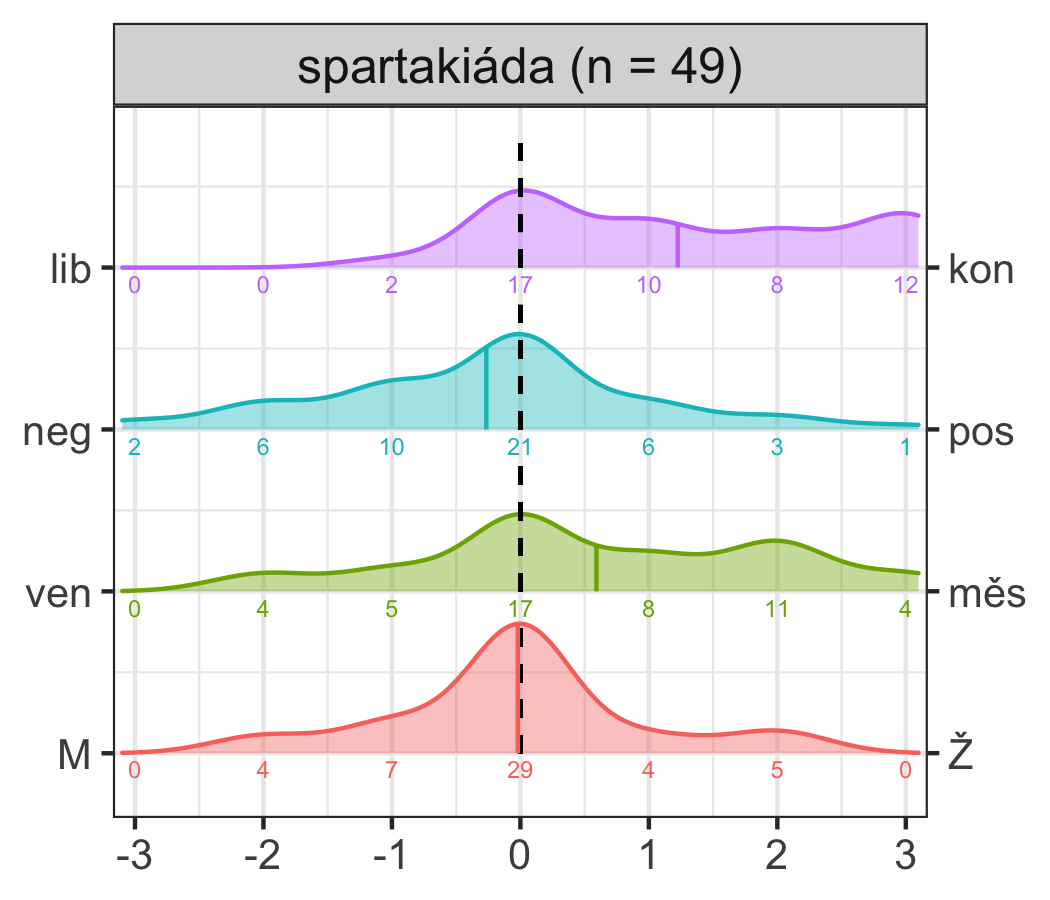 spartakiáda (n = 49)
lib kon
0 0 2 17 10 8 12
neg pos
2 6 10 21 6 3 1
ven měs
0 4 5 17 8 11 4
M Ž
0 4 7 29 4 5 0
-3 -2 -1 0 1 2 3